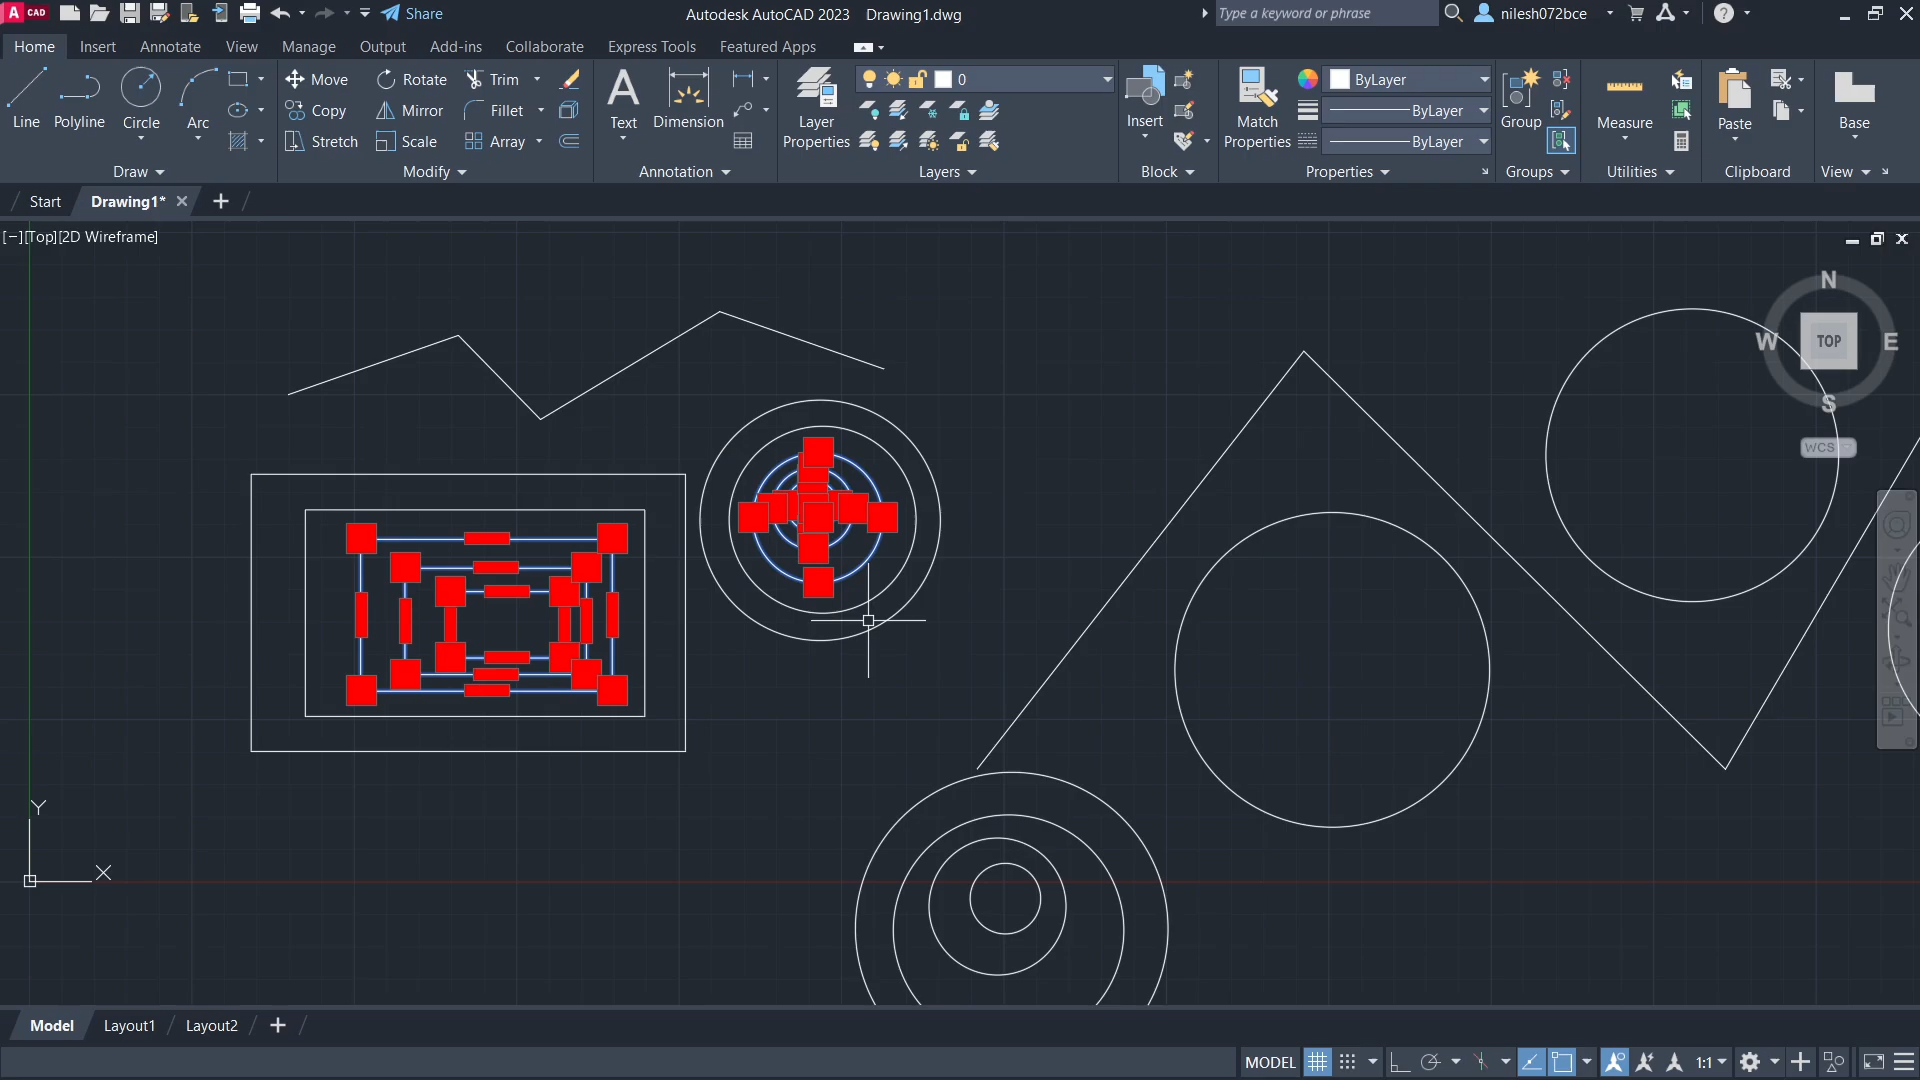 A CAD
Share
Autodesk AutoCAD 2023 Drawing1.dwg
Type a keyword or phrase
nilesh072bce
Home Insert Annotate View Manage Output Add-ins Collaborate Express Tools Featured Apps
Line
Polyline
Circle
Arc
Draw
Move
Rotate
Trim
Copy
Mirror
Fillet
Stretch
Scale
Array
Modify
Text
Dimension
Annotation
Layer
Properties
0
Layers
Insert
Block
Match
Properties
ByLayer
ByLayer
ByLayer
Properties
Group
Groups
Measure
Utilities
Paste
Clipboard
Base
View
Start
Drawing1*
[−][Top][2D Wireframe]
N
W
TOP
E
S
WCS
Y
X
Model
Layout1
Layout2
MODEL
1:1